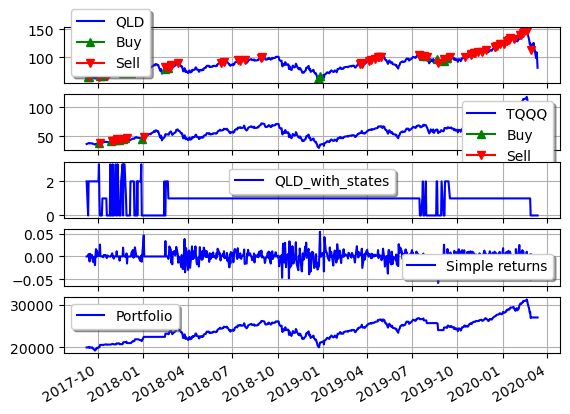 QLD
Buy
Sell
150
100
TQQQ
Buy
Sell
100
50
QLD_with_states
2
0
0.05
0.00
−0.05
Simple returns
Portfolio
30000
20000
2017-10
2018-01
2018-04
2018-07
2018-10
2019-01
2019-04
2019-07
2019-10
2020-01
2020-04